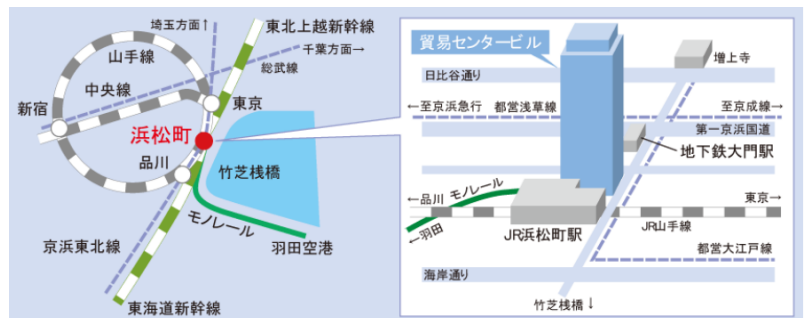 埼玉方面↑
東北上越新幹線
千葉方面→
山手線
総武線
中央線
新宿
東京
浜松町
品川
竹芝桟橋
モノレール
京浜東北線
羽田空港
東海道新幹線
貿易センタービル
増上寺
日比谷通り
←至京浜急行
都営浅草線
至京成線→
第一京浜国道
地下鉄大門駅
←品川
モノレール
東京→
←羽田
JR浜松町駅
JR山手線
都営大江戸線
海岸通り
竹芝桟橋↓